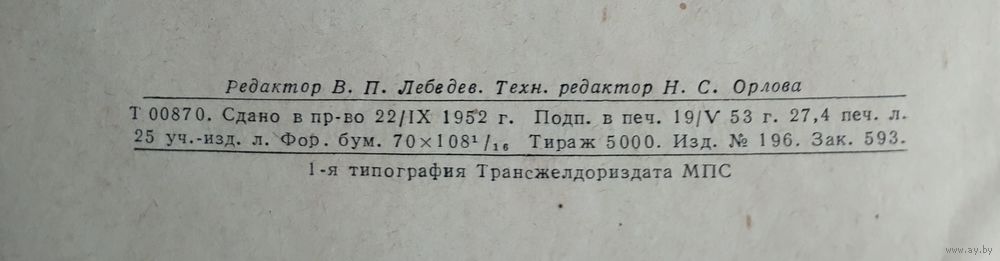 Редактор В. П. Лебедев. Техн. редактор Н. С. Орлова
Т 00870. Сдано в пр-во 22/IX 1952 г. Подп. в печ. 19/V 53 г. 27,4 печ. л.
25 уч.-изд. л. Фор. бум. 70×108¹/₁₆ Тираж 5000. Изд. № 196. Зак. 593.
1-я типография Трансжелдориздата МПС
www.ay.by